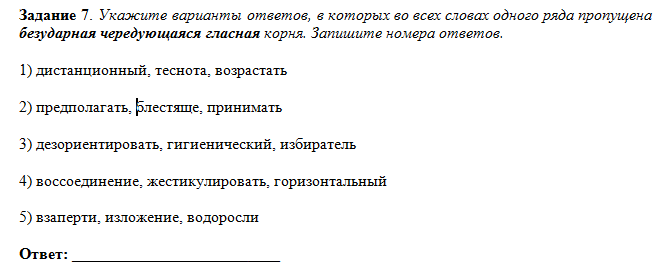 Задание 7. Укажите варианты ответов, в которых во всех словах одного ряда пропущена
безударная чередующаяся гласная корня. Запишите номера ответов.
1) дистанционный, теснота, возрастать
2) предполагать, блестяще, принимать
3) дезориентировать, гигиенический, избиратель
4) воссоединение, жестикулировать, горизонтальный
5) взаперти, изложение, водоросли
Ответ: __________________________